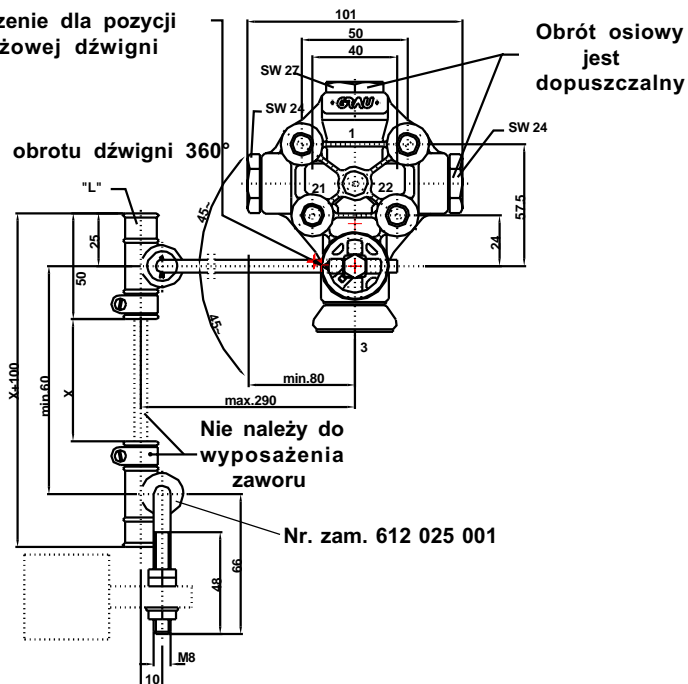 zenie dla pozycji
żowej dźwigni
101
50
40
Obrót osiowy
jest
dopuszczalny
SW 27
GRAU
SW 24
SW 24
1
obrotu dźwigni 360°
"L"
21
22
45~
57.5
24
25
50
45~
3
min.80
max.290
X+100
min.60
X
Nie należy do
wyposażenia
zaworu
Nr. zam. 612 025 001
48
66
M8
10